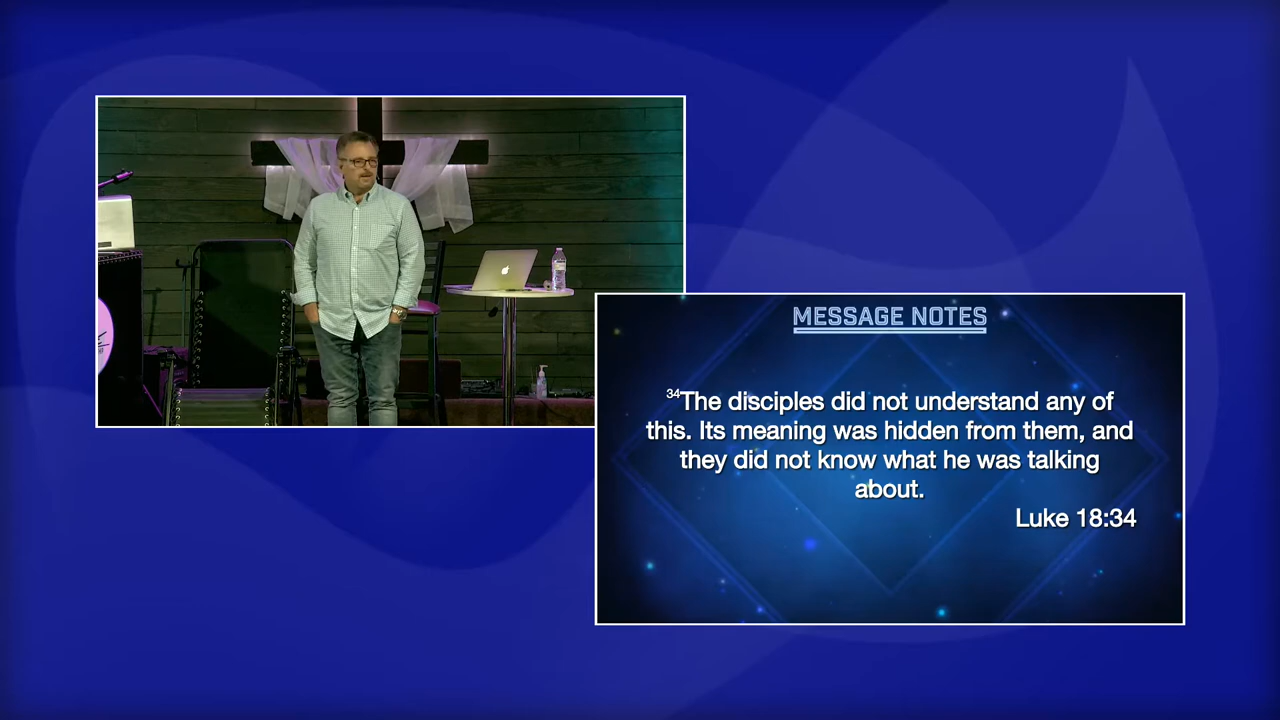 MESSAGE NOTES
³⁴The disciples did not understand any of
this. Its meaning was hidden from them, and
they did not know what he was talking
about.
Luke 18:34